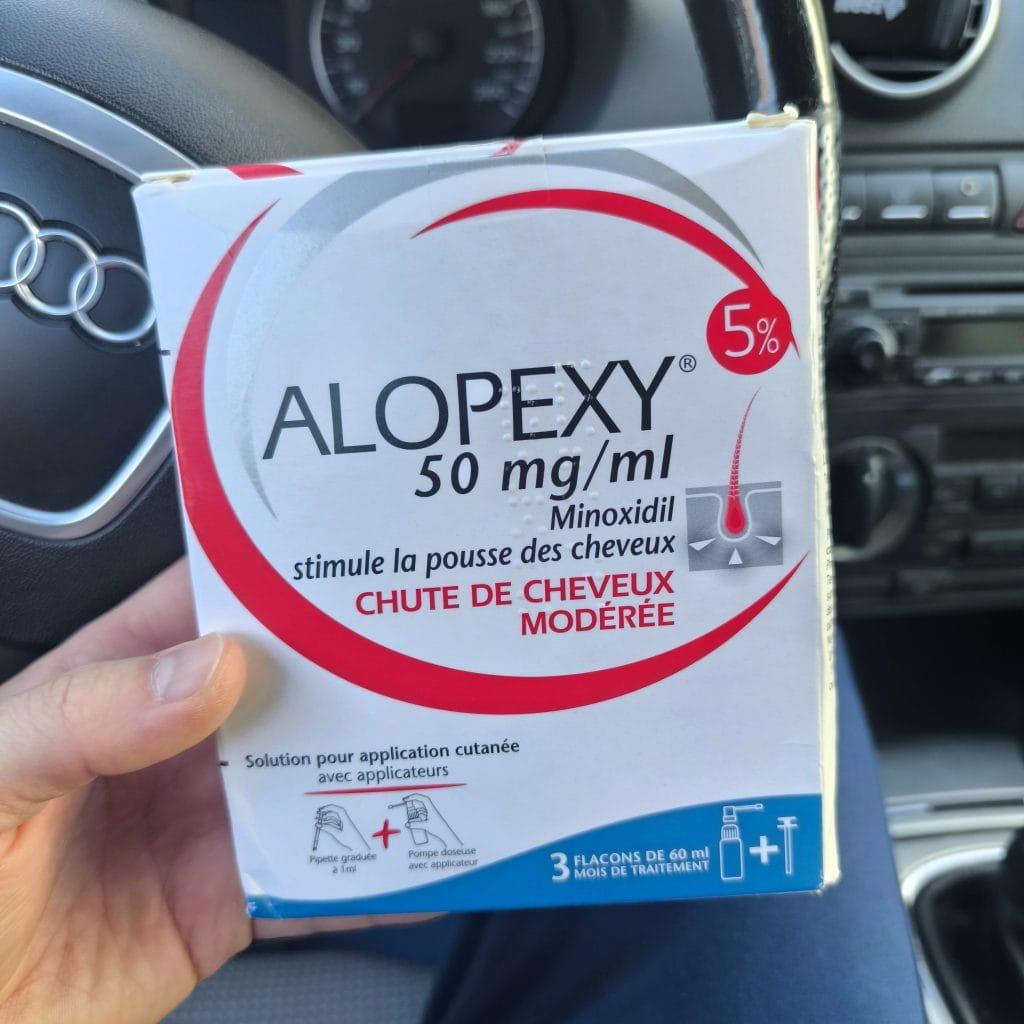 5%
ALOPEXY®
50 mg/ml
Minoxidil
stimule la pousse des cheveux
CHUTE DE CHEVEUX
MODÉRÉE
Solution pour application cutanée
avec applicateurs
Pipette graduée
à 1ml
+
Pompe doseuse
avec applicateur
3 FLACONS DE 60 ml
MOIS DE TRAITEMENT
+